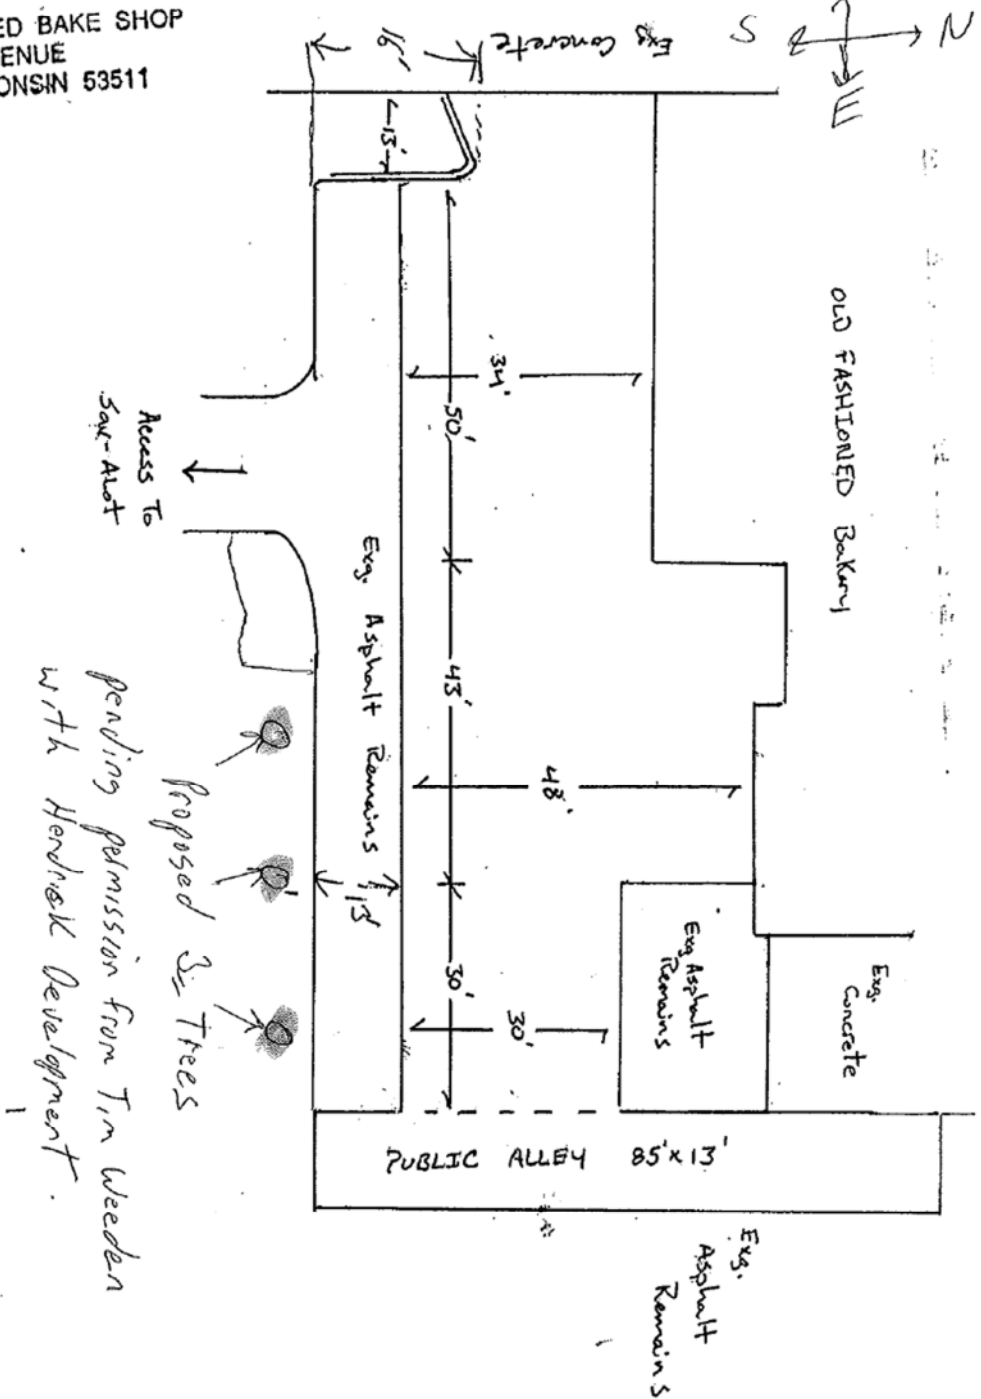 ED BAKE SHOP
ENUE
ONSIN 53511
S
N
E
Exg Concrete
16'
13'
OLD FASHIONED Bakery
34'
50'
Access To
Sav-Alot
Exg. Asphalt Remains
43'
48'
13'
30'
30'
Exg Asphalt
Remains
Exg.
Concrete
Proposed 3 Trees
pending permission from Tim Weeden
with Hendrick Development.
PUBLIC ALLEY 85'x13'
Exg.
Asphalt
Remains